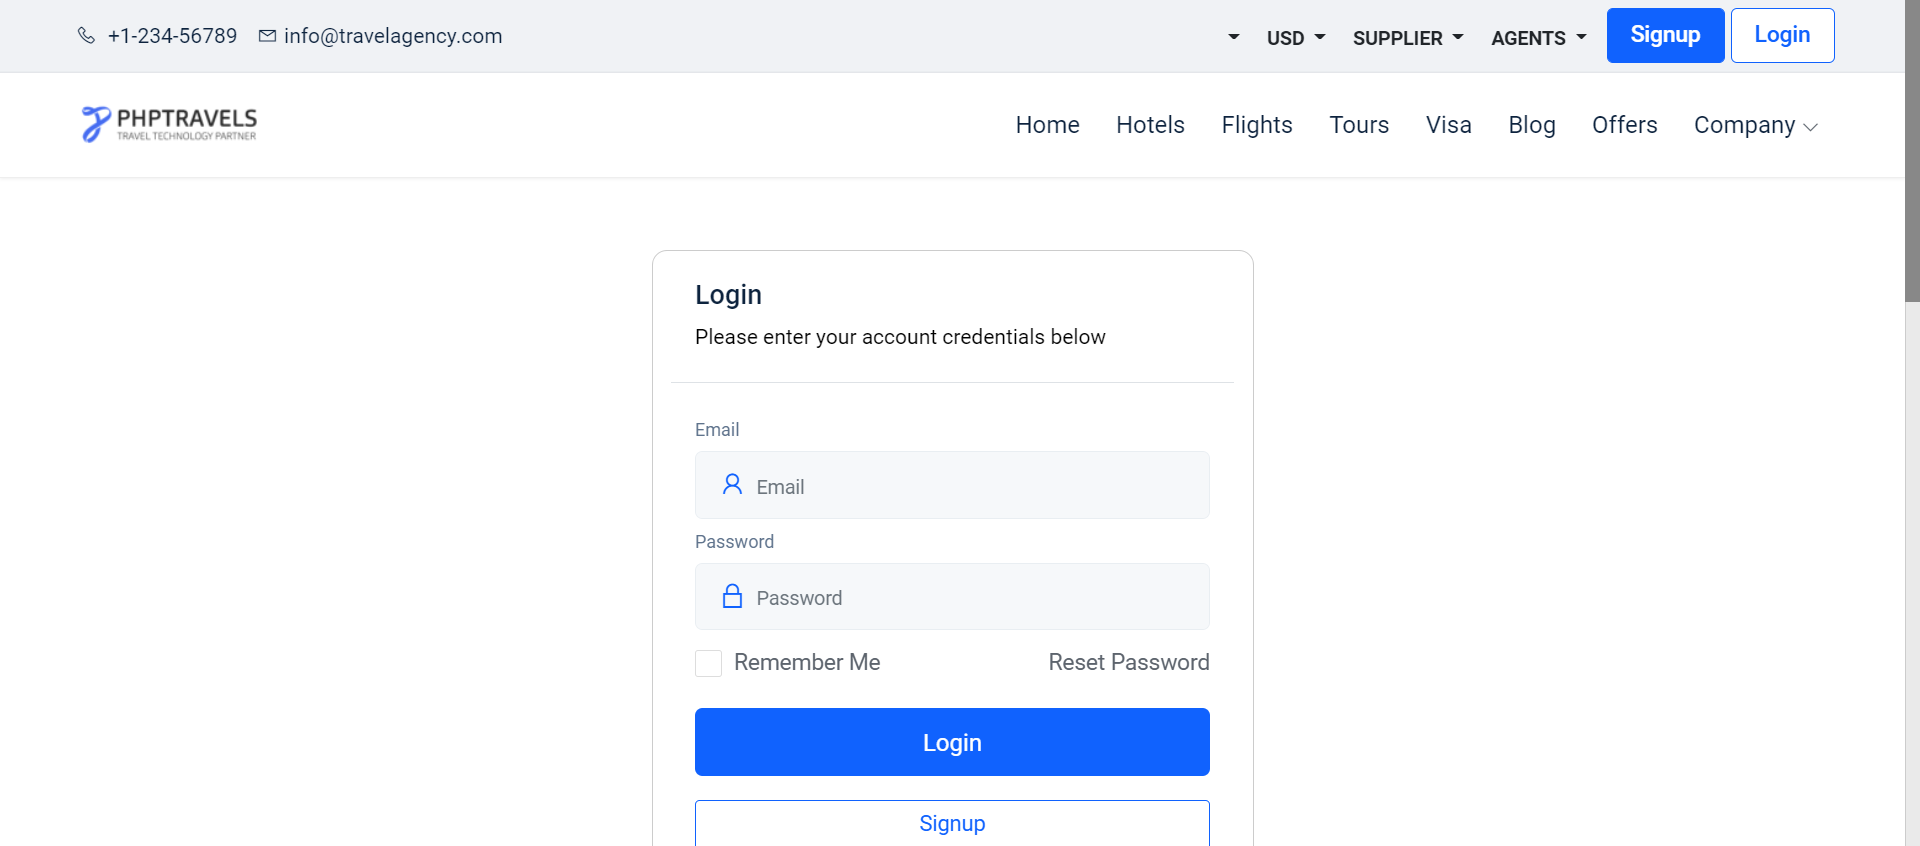 +1-234-56789 info@travelagency.com USD SUPPLIER AGENTS Signup Login
PHPTRAVELS
TRAVEL TECHNOLOGY PARTNER
Home Hotels Flights Tours Visa Blog Offers Company
Login
Please enter your account credentials below
Email
Email
Password
Password
Remember Me Reset Password
Login
Signup